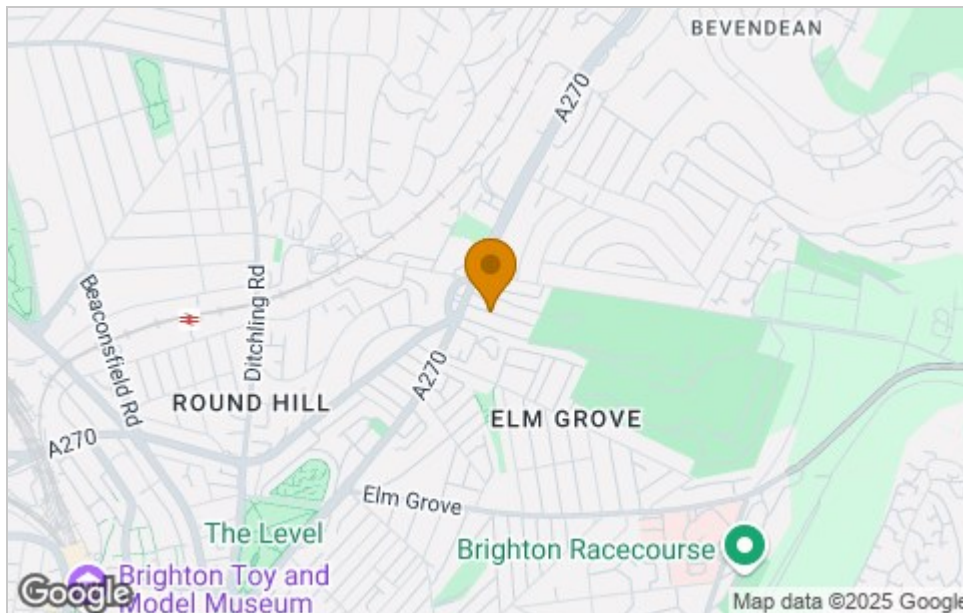 BEVENDEAN
A270
Beaconsfield Rd
Ditchling Rd
A270
ROUND HILL
ELM GROVE
A270
Elm Grove
The Level
Brighton Racecourse
Brighton Toy and
Model Museum
Google
Map data ©2025 Google